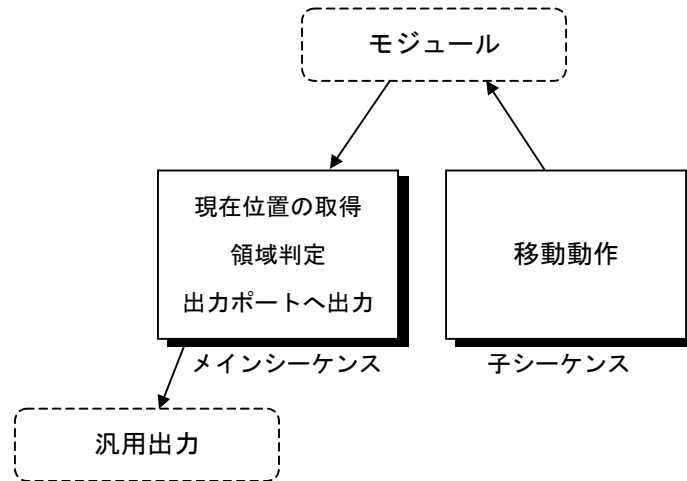 モジュール
現在位置の取得
領域判定
出力ポートへ出力
移動動作
メインシーケンス
子シーケンス
汎用出力